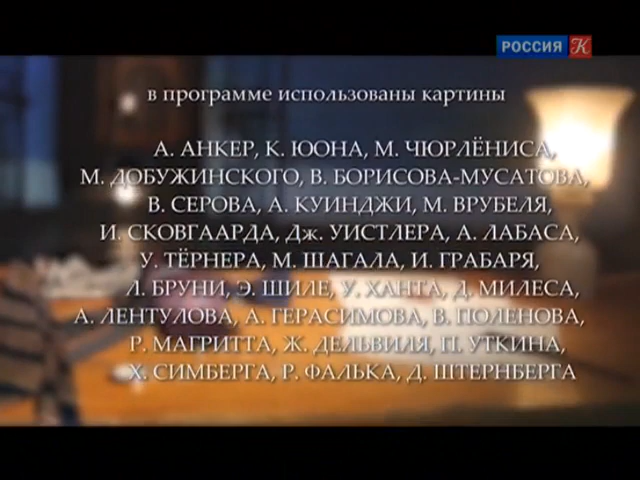 РОССИЯ К
в программе использованы картины
А. АНКЕР, К. ЮОНА, М. ЧЮРЛЁНИСА,
М. ДОБУЖИНСКОГО, В. БОРИСОВА-МУСАТОВА,
В. СЕРОВА, А. КУИНДЖИ, М. ВРУБЕЛЯ,
И. СКОВГААРДА, Дж. УИСТЛЕРА, А. ЛАБАСА,
У. ТЁРНЕРА, М. ШАГАЛА, И. ГРАБАРЯ,
Л. БРУНИ, Э. ШИЛЕ, У. ХАНТА, Д. МИЛЕСА,
А. ЛЕНТУЛОВА, А. ГЕРАСИМОВА, В. ПОЛЕНОВА,
Р. МАГРИТТА, Ж. ДЕЛЬВИЛЯ, П. УТКИНА,
Х. СИМБЕРГА, Р. ФАЛЬКА, Д. ШТЕРНБЕРГА